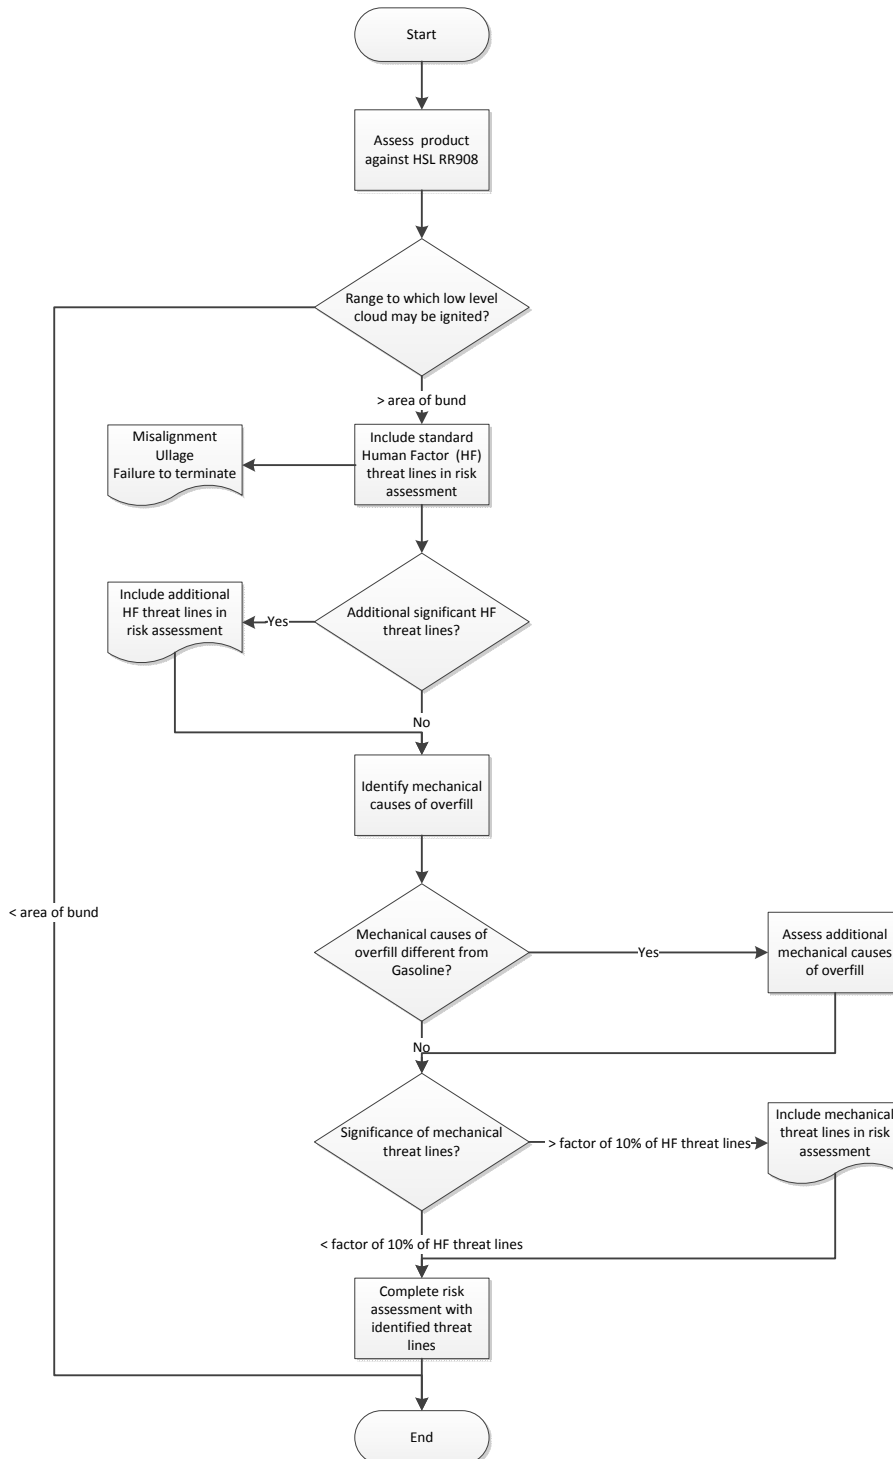 Start
Assess product
against HSL RR908
Range to which low level
cloud may be ignited?
> area of bund
Misalignment
Ullage
Failure to terminate
Include standard
Human Factor (HF)
threat lines in risk
assessment
Include additional
HF threat lines in
risk assessment
Yes
Additional significant HF
threat lines?
No
Identify mechanical
causes of overfill
< area of bund
Mechanical causes of
overfill different from
Gasoline?
Yes
Assess additional
mechanical causes
of overfill
No
Significance of mechanical
threat lines?
> factor of 10% of HF threat lines
Include mechanical
threat lines in risk
assessment
< factor of 10% of HF threat lines
Complete risk
assessment with
identified threat
lines
End